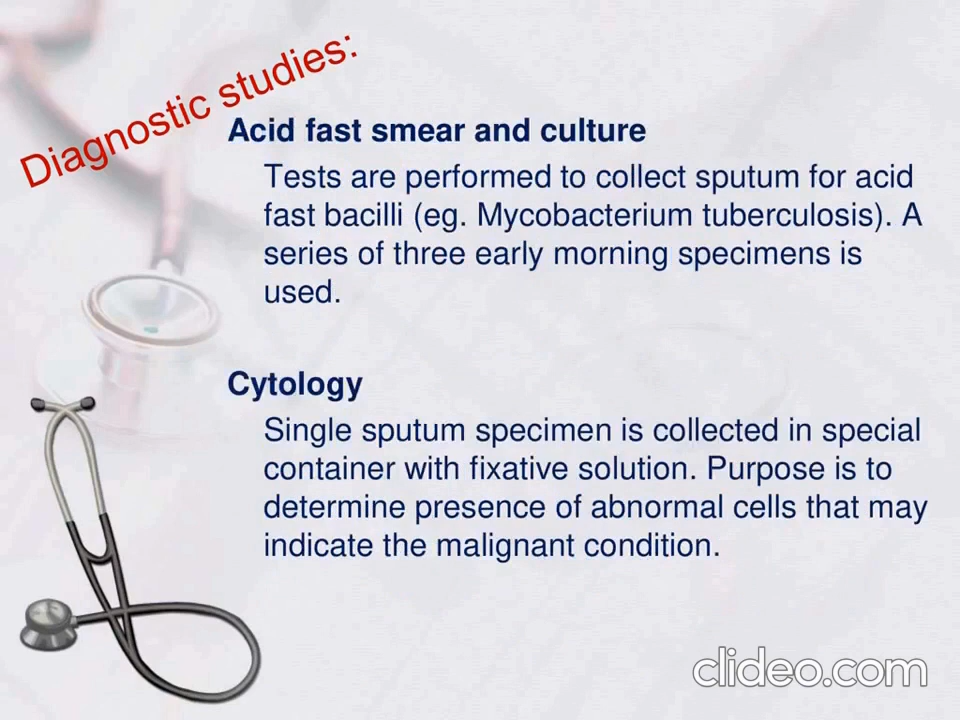 Diagnostic studies:
Acid fast smear and culture
Tests are performed to collect sputum for acid
fast bacilli (eg. Mycobacterium tuberculosis). A
series of three early morning specimens is
used.
Cytology
Single sputum specimen is collected in special
container with fixative solution. Purpose is to
determine presence of abnormal cells that may
indicate the malignant condition.
clideo.com